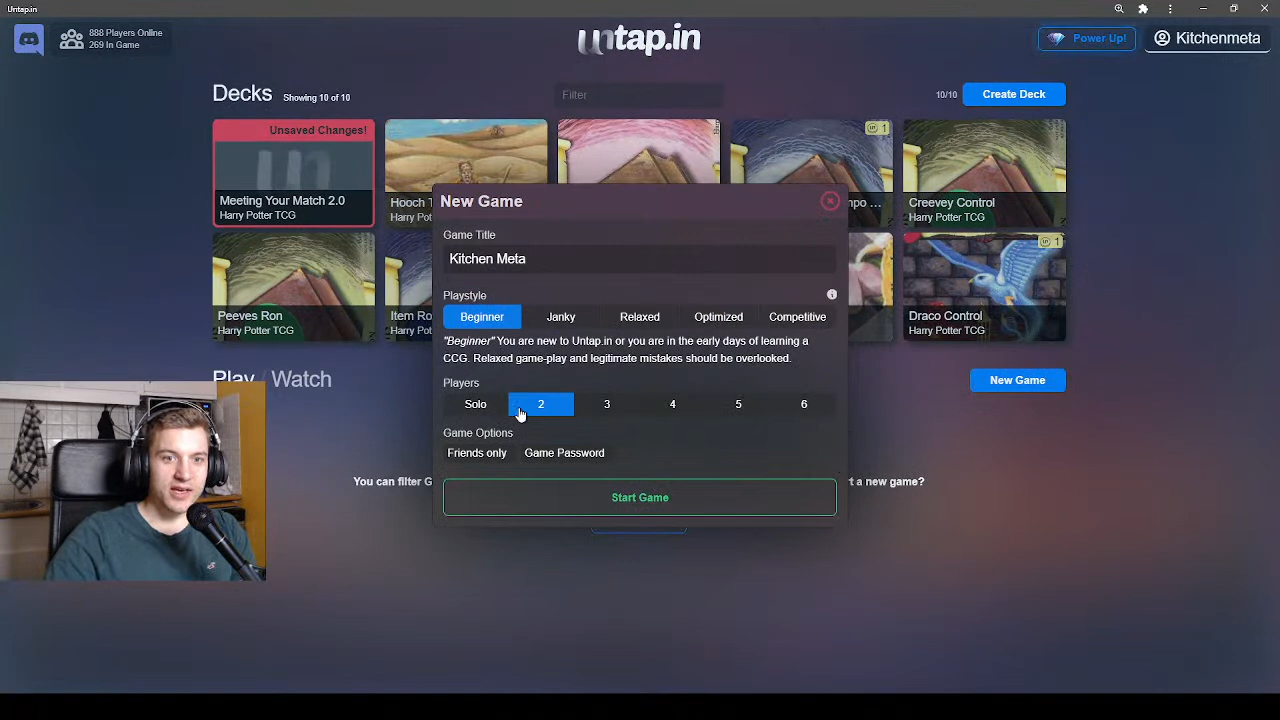 Untap.in
888 Players Online
269 In Game
untap.in
Power Up!
Kitchenmeta
Decks Showing 10 of 10
Filter
10/10
Create Deck
Unsaved Changes!
Meeting Your Match 2.0
Harry Potter TCG
Hooch T
Harry Po
1
mpo ...
Creevey Control
Harry Potter TCG
Peeves Ron
Harry Potter TCG
Item Ro
Harry Po
1
Draco Control
Harry Potter TCG
Play / Watch
New Game
You can filter G
rt a new game?
New Game
Game Title
Kitchen Meta
Playstyle
Beginner Janky Relaxed Optimized Competitive
"Beginner" You are new to Untap.in or you are in the early days of learning a
CCG. Relaxed game-play and legitimate mistakes should be overlooked.
Players
Solo 2 3 4 5 6
Game Options
Friends only Game Password
Start Game